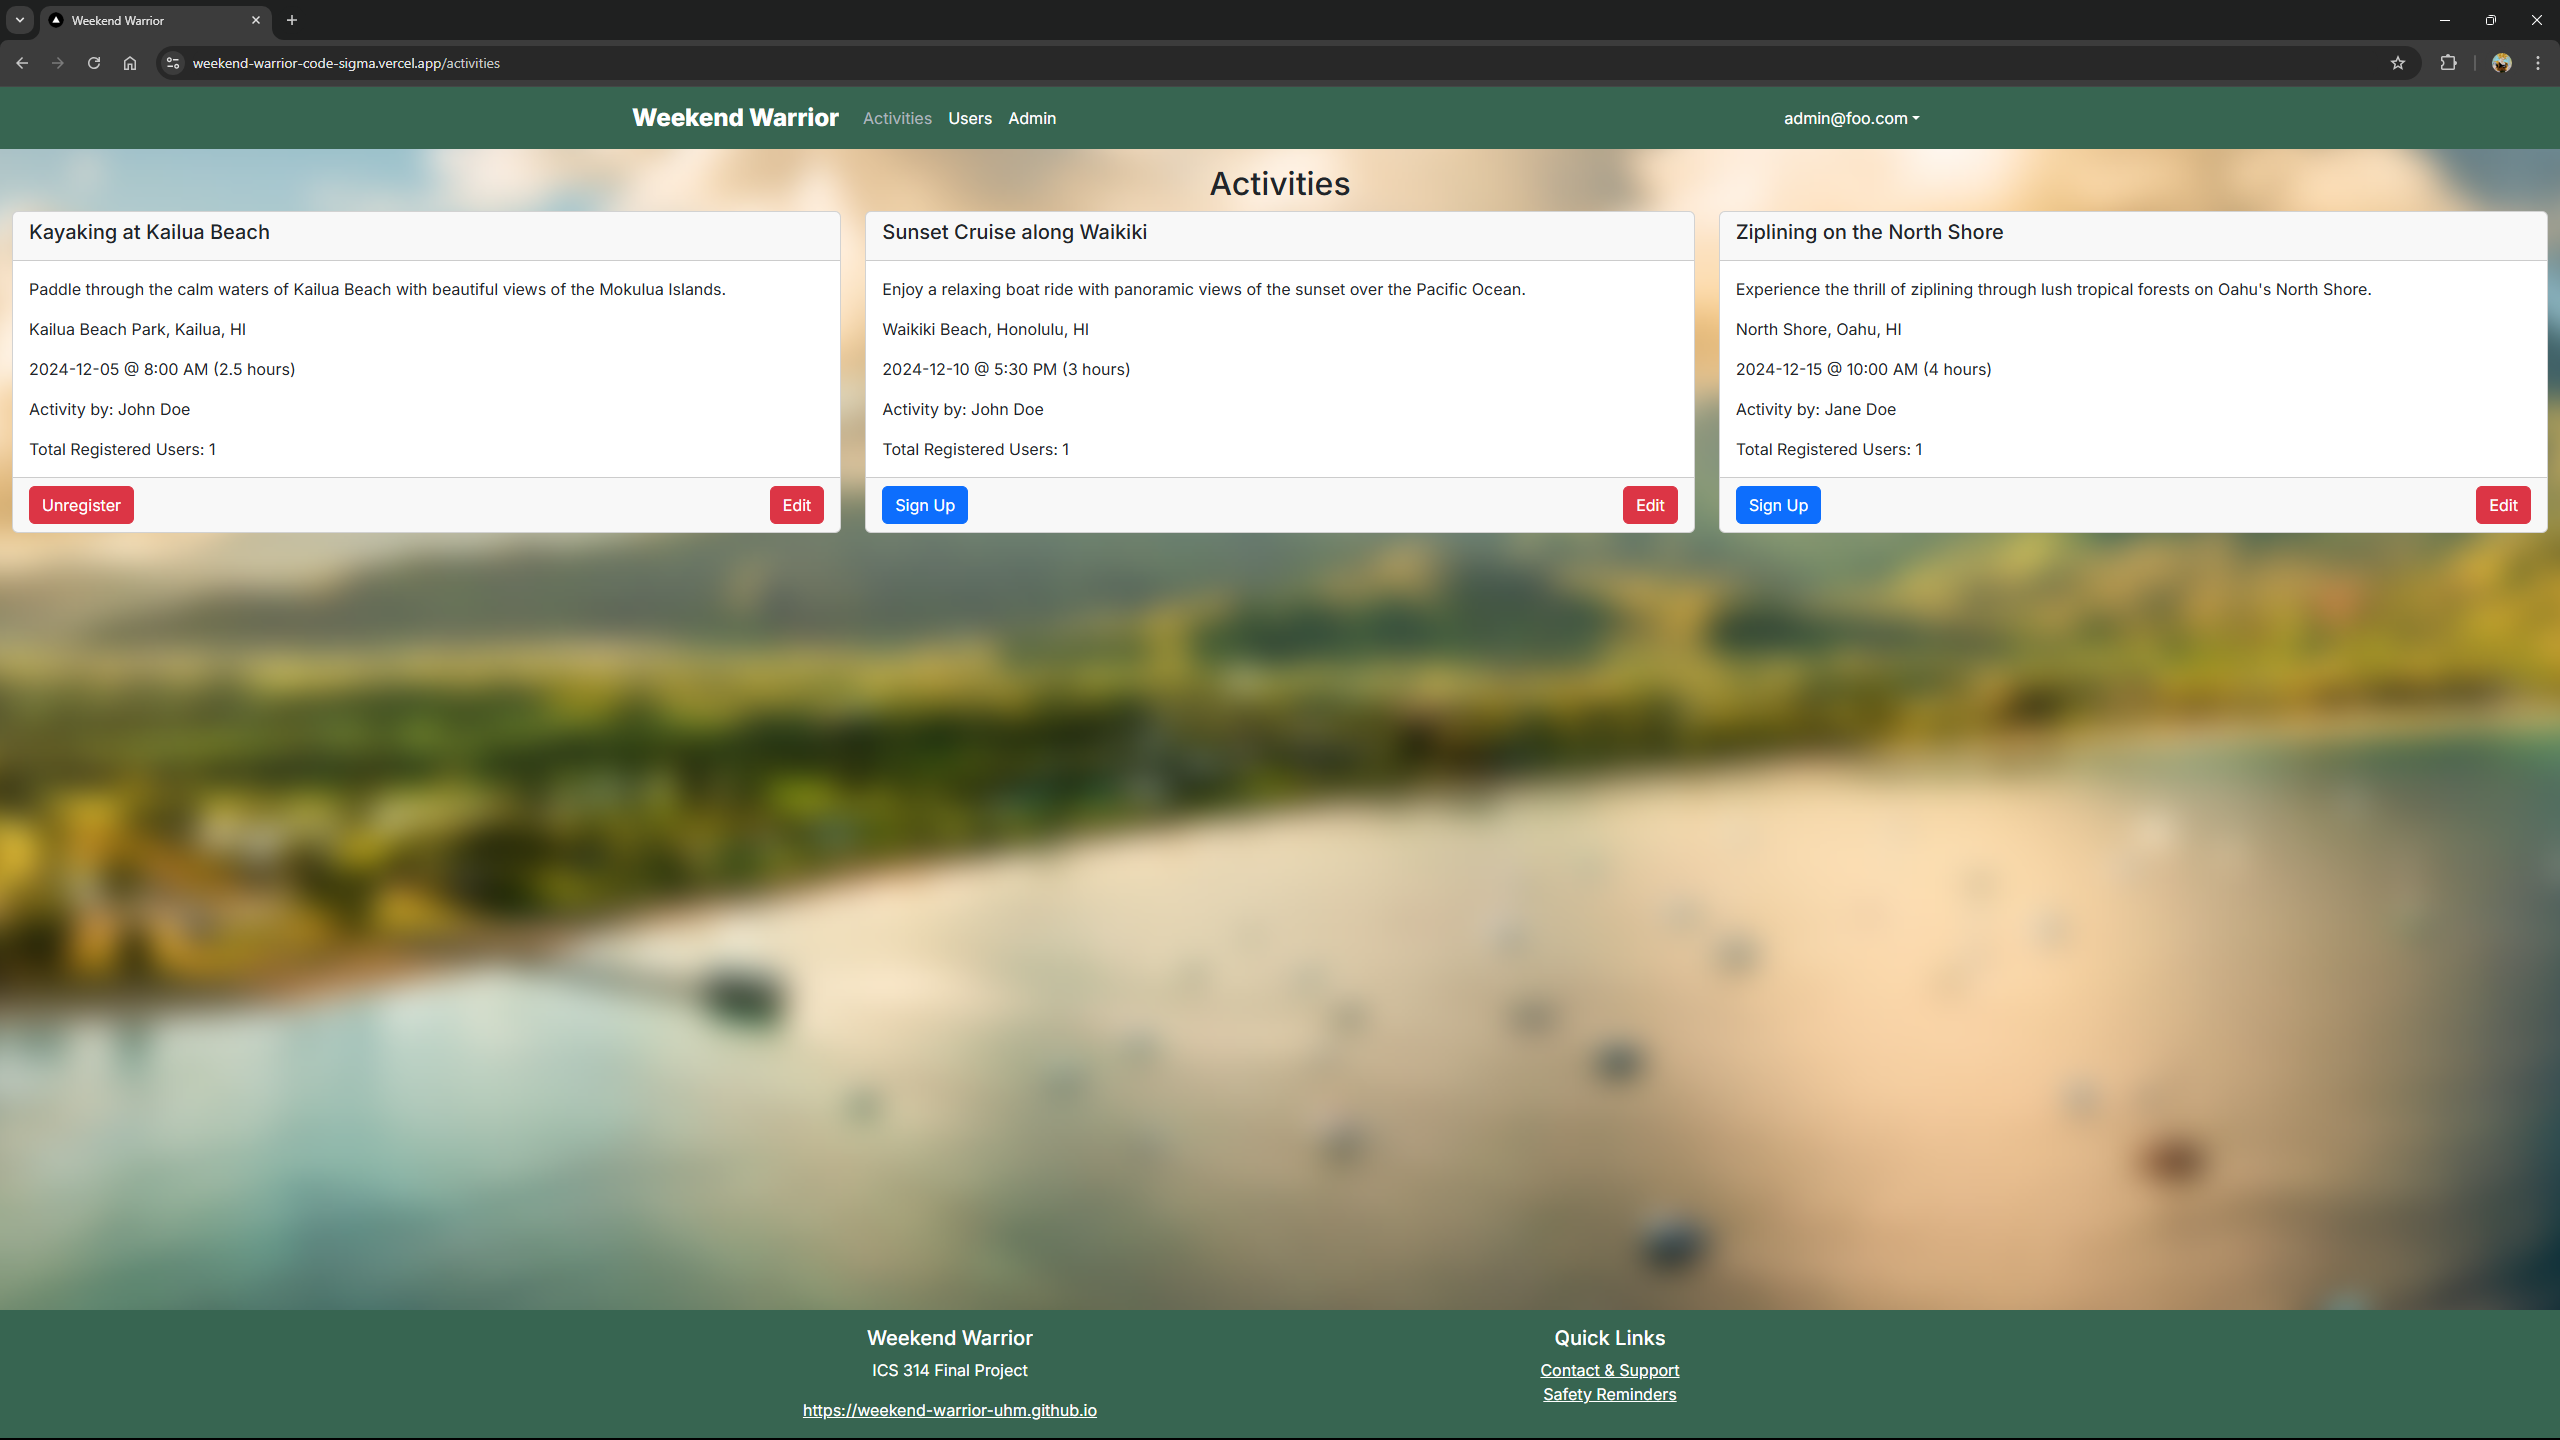 Weekend Warrior
weekend-warrior-code-sigma.vercel.app/activities
Weekend Warrior Activities Users Admin admin@foo.com
Activities
Kayaking at Kailua Beach
Paddle through the calm waters of Kailua Beach with beautiful views of the Mokulua Islands.
Kailua Beach Park, Kailua, HI
2024-12-05 @ 8:00 AM (2.5 hours)
Activity by: John Doe
Total Registered Users: 1
Unregister Edit
Sunset Cruise along Waikiki
Enjoy a relaxing boat ride with panoramic views of the sunset over the Pacific Ocean.
Waikiki Beach, Honolulu, HI
2024-12-10 @ 5:30 PM (3 hours)
Activity by: John Doe
Total Registered Users: 1
Sign Up Edit
Ziplining on the North Shore
Experience the thrill of ziplining through lush tropical forests on Oahu's North Shore.
North Shore, Oahu, HI
2024-12-15 @ 10:00 AM (4 hours)
Activity by: Jane Doe
Total Registered Users: 1
Sign Up Edit
Weekend Warrior
ICS 314 Final Project
https://weekend-warrior-uhm.github.io
Quick Links
Contact & Support
Safety Reminders